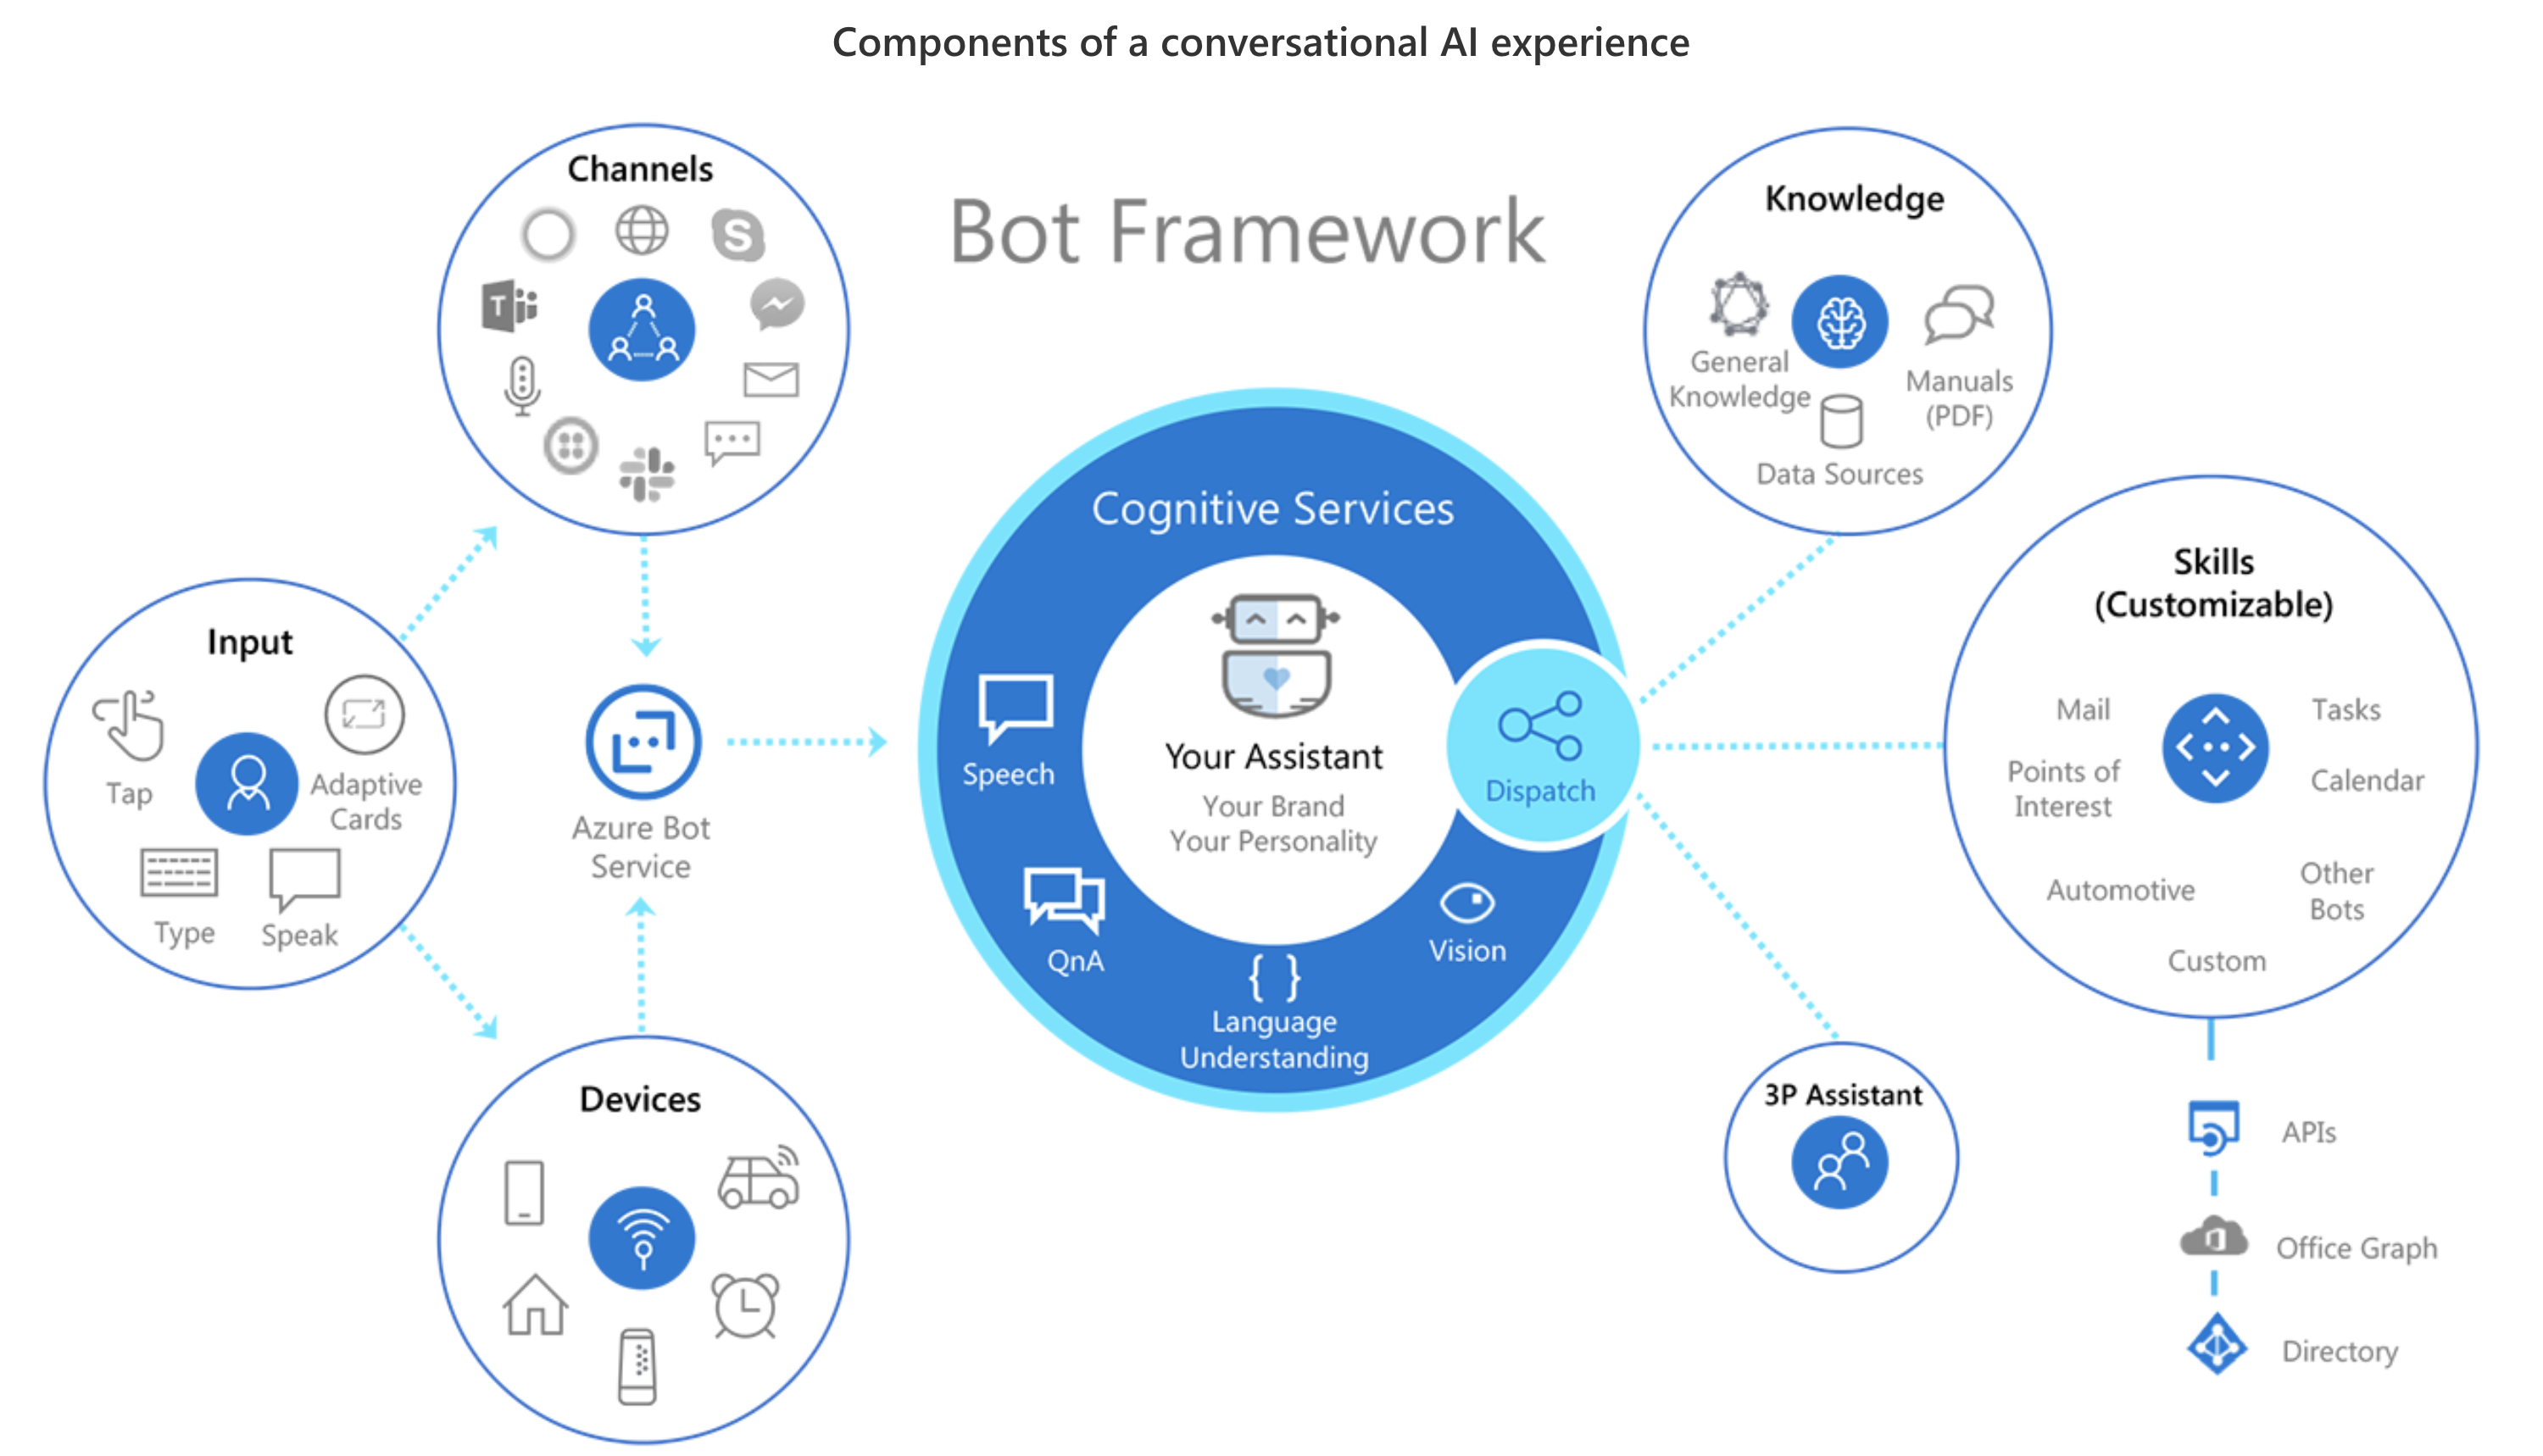 Components of a conversational AI experience
Bot Framework
Channels
S
T
Input
Tap
Adaptive
Cards
Type
Speak
Azure Bot
Service
Devices
Cognitive Services
Speech
QnA
{ }
Language
Understanding
Vision
Your Assistant
Your Brand
Your Personality
Dispatch
Knowledge
General
Knowledge
Manuals
(PDF)
Data Sources
Skills
(Customizable)
Mail
Tasks
Points of
Interest
Calendar
Automotive
Other
Bots
Custom
3P Assistant
APIs
Office Graph
Directory